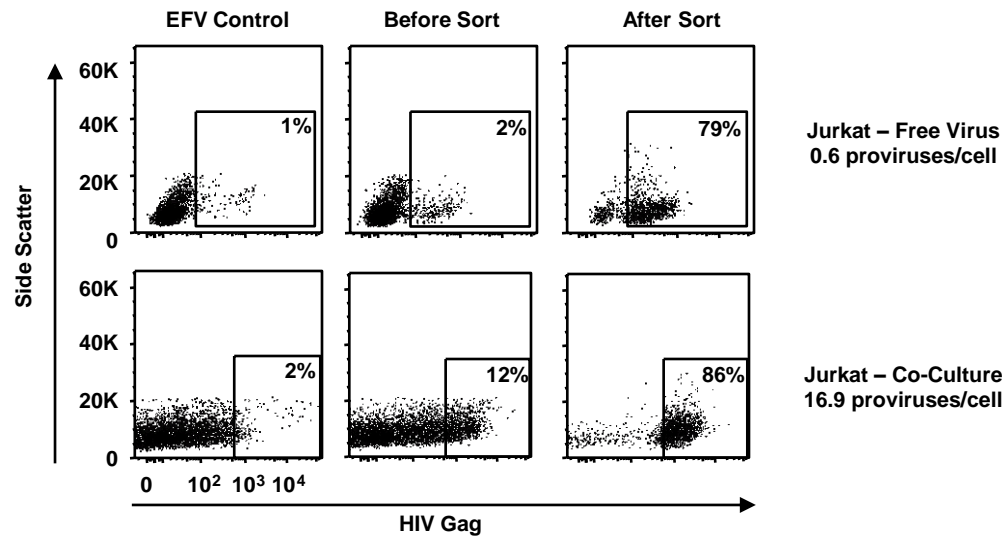 EFV Control
Before Sort
After Sort
60K
40K
20K
0
1%
2%
79%
Jurkat – Free Virus
0.6 proviruses/cell
Side Scatter
60K
40K
20K
0
2%
12%
86%
Jurkat – Co-Culture
16.9 proviruses/cell
0 10² 10³ 10⁴
HIV Gag